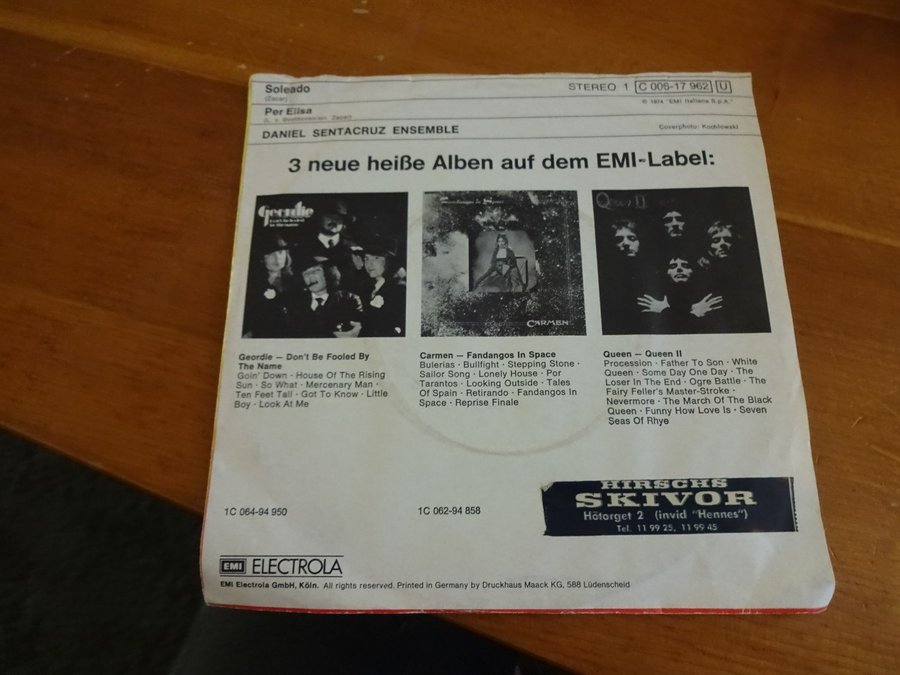 Soleado
(Zacar)
STEREO 1 C 006-17 962 U
℗ 1974 "EMI Italiana S.p.A."
Per Elisa
(L. v. Beethoven/arr. Zacar)
DANIEL SENTACRUZ ENSEMBLE
Coverphoto: Kochlowski
3 neue heiße Alben auf dem EMI-Label:
Geordie
Fandangos in Space
CARMEN
Queen II
Geordie – Don't Be Fooled By
The Name
Goin' Down · House Of The Rising
Sun · So What · Mercenary Man ·
Ten Feet Tall · Got To Know · Little
Boy · Look At Me
Carmen – Fandangos In Space
Bulerias · Bullfight · Stepping Stone ·
Sailor Song · Lonely House · Por
Tarantos · Looking Outside · Tales
Of Spain · Retirando · Fandangos In
Space · Reprise Finale
Queen – Queen II
Procession · Father To Son · White
Queen · Some Day One Day · The
Loser In The End · Ogre Battle · The
Fairy Feller's Master-Stroke ·
Nevermore · The March Of The Black
Queen · Funny How Love Is · Seven
Seas Of Rhye
1C 064-94 950
1C 062-94 858
HIRSCHS
SKIVOR
Hötorget 2 (invid "Hennes")
Tel. 11 99 25, 11 99 45
EMI ELECTROLA
EMI Electrola GmbH, Köln. All rights reserved. Printed in Germany by Druckhaus Maack KG, 588 Lüdenscheid